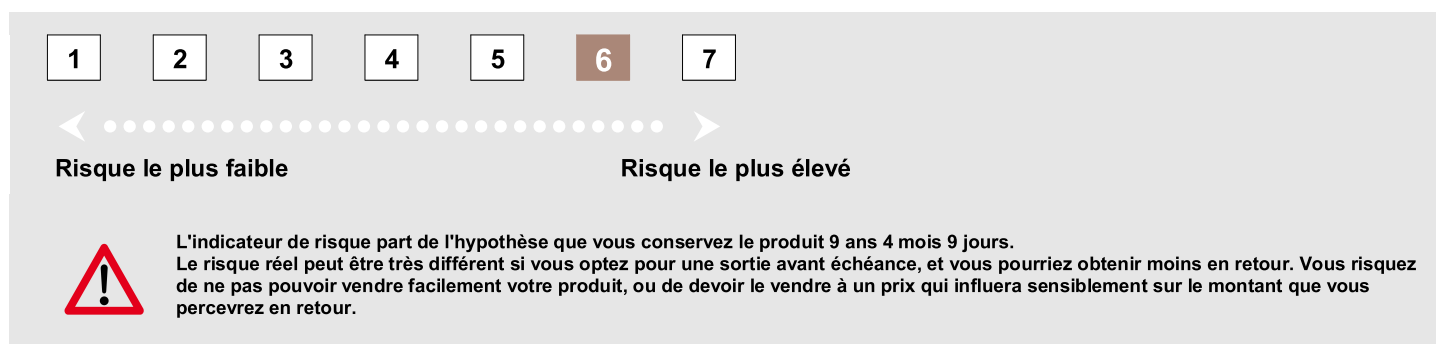 1 2 3 4 5 6 7
Risque le plus faible Risque le plus élevé
L'indicateur de risque part de l'hypothèse que vous conservez le produit 9 ans 4 mois 9 jours.
Le risque réel peut être très différent si vous optez pour une sortie avant échéance, et vous pourriez obtenir moins en retour. Vous risquez
de ne pas pouvoir vendre facilement votre produit, ou de devoir le vendre à un prix qui influera sensiblement sur le montant que vous
percevrez en retour.